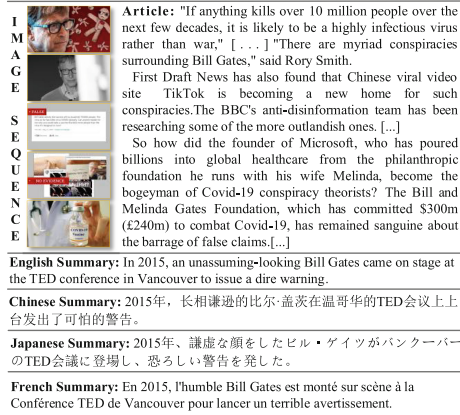 IMAGE SEQUENCE
Article: "If anything kills over 10 million people over the
next few decades, it is likely to be a highly infectious virus
rather than war," [ . . . ] "There are myriad conspiracies
surrounding Bill Gates," said Rory Smith.
First Draft News has also found that Chinese viral video
site TikTok is becoming a new home for such
conspiracies.The BBC's anti-disinformation team has been
researching some of the more outlandish ones. [...]
So how did the founder of Microsoft, who has poured
billions into global healthcare from the philanthropic
foundation he runs with his wife Melinda, become the
bogeyman of Covid-19 conspiracy theorists? The Bill and
Melinda Gates Foundation, which has committed $300m
(£240m) to combat Covid-19, has remained sanguine about
the barrage of false claims.[...]
English Summary: In 2015, an unassuming-looking Bill Gates came on stage at
the TED conference in Vancouver to issue a dire warning.
Chinese Summary: 2015年，长相谦逊的比尔·盖茨在温哥华的TED会议上上
台发出了可怕的警告。
Japanese Summary: 2015年、謙虚な顔をしたビル・ゲイツがバンクーバー
のTED会議に登場し、恐ろしい警告を発した。
French Summary: En 2015, l'humble Bill Gates est monté sur scène à la
Conférence TED de Vancouver pour lancer un terrible avertissement.